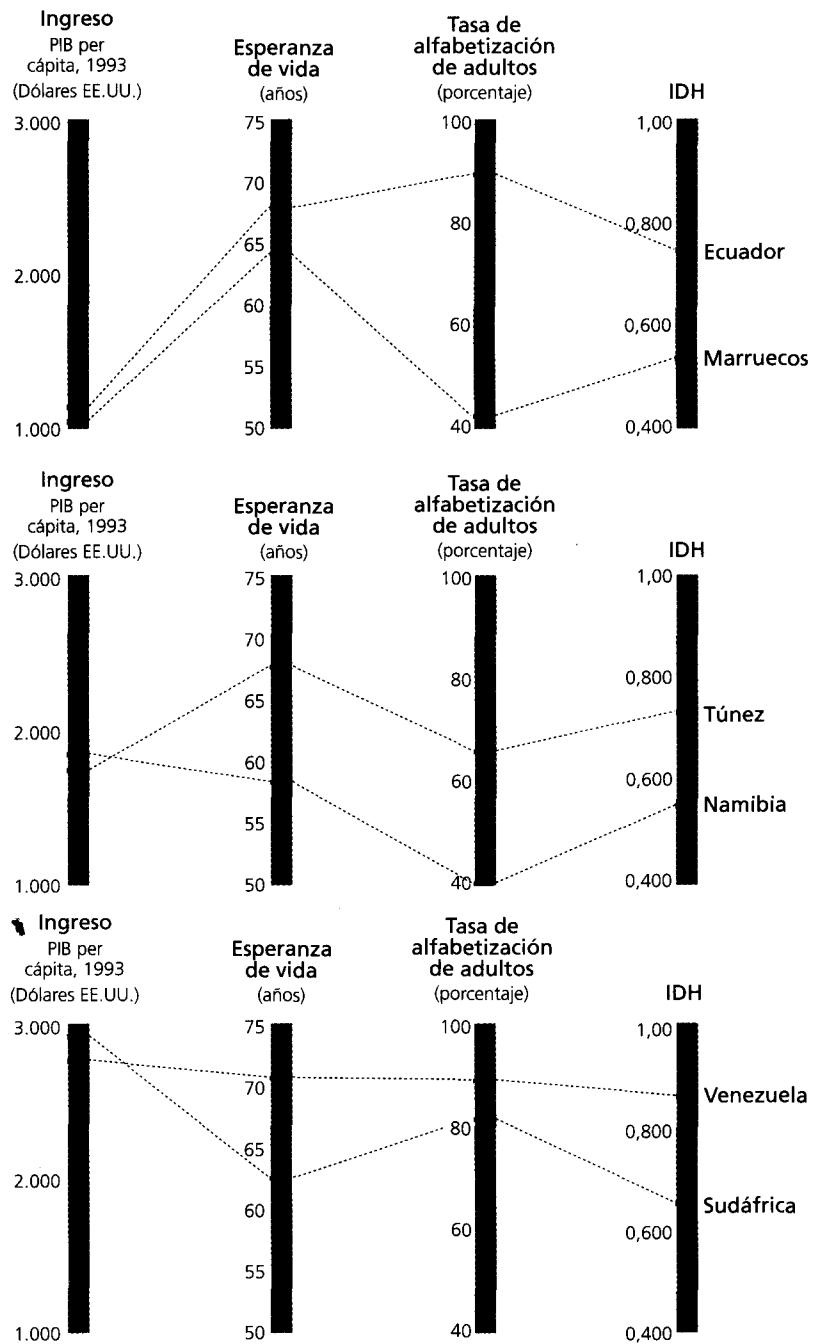 Ingreso
PIB per
cápita, 1993
(Dólares EE.UU.)
3.000
2.000
1.000
Esperanza
de vida
(años)
75
70
65
60
55
50
Tasa de
alfabetización
de adultos
(porcentaje)
100
80
60
40
IDH
1,00
0,800
0,600
0,400
Ecuador
Marruecos
Ingreso
PIB per
cápita, 1993
(Dólares EE.UU.)
3.000
2.000
1.000
Esperanza
de vida
(años)
75
70
65
60
55
50
Tasa de
alfabetización
de adultos
(porcentaje)
100
80
60
40
IDH
1,00
0,800
0,600
0,400
Túnez
Namibia
Ingreso
PIB per
cápita, 1993
(Dólares EE.UU.)
3.000
2.000
1.000
Esperanza
de vida
(años)
75
70
65
60
55
50
Tasa de
alfabetización
de adultos
(porcentaje)
100
80
60
40
IDH
1,00
0,800
0,600
0,400
Venezuela
Sudáfrica